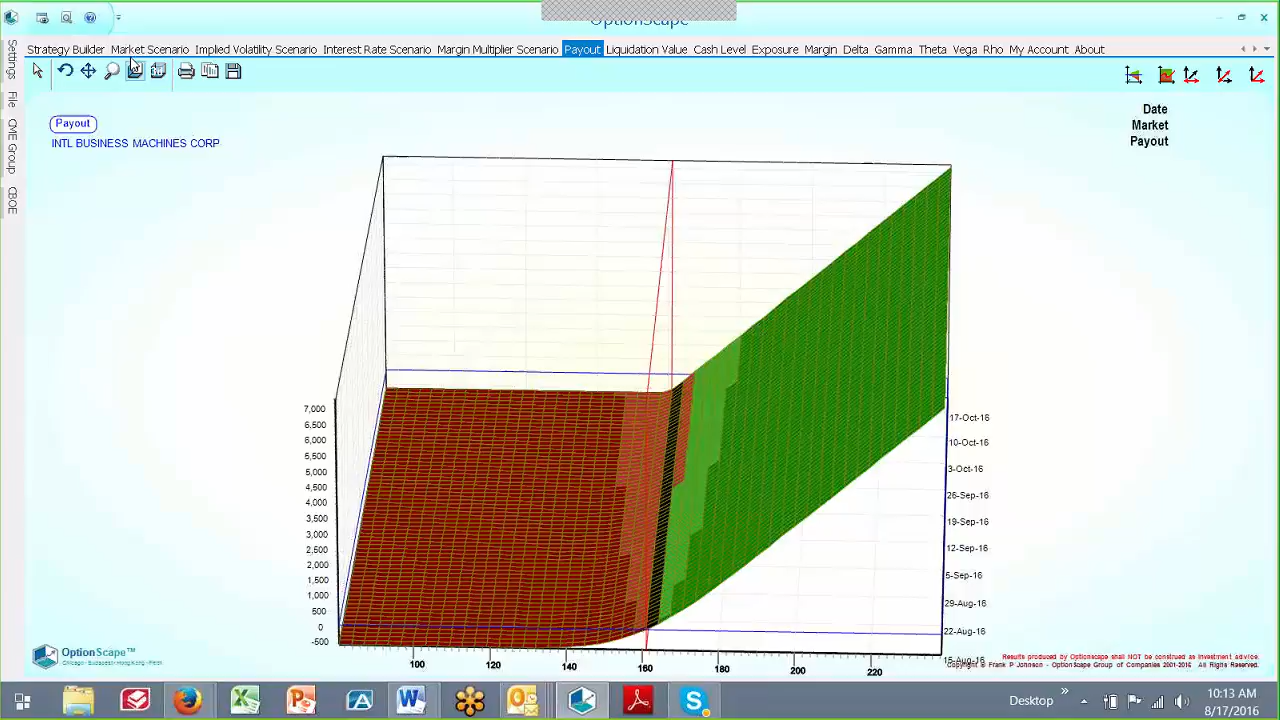 OptionScape
Strategy Builder Market Scenario Implied Volatility Scenario Interest Rate Scenario Margin Multiplier Scenario Payout Liquidation Value Cash Level Exposure Margin Delta Gamma Theta Vega Rho My Account About
Settings
File
CME Group
CBOE
Payout
INTL BUSINESS MACHINES CORP
Date
Market
Payout
7,000
6,500
6,000
5,500
5,000
4,500
4,000
3,500
3,000
2,500
2,000
1,500
1,000
500
0
-500
17-Oct-16
10-Oct-16
3-Oct-16
26-Sep-16
19-Sep-16
12-Sep-16
5-Sep-16
29-Aug-16
22-Aug-16
15-Aug-16
100 120 140 160 180 200 220
OptionScape™
Results produced by Optionscape shall NOT be construed as Investment advice.
Copyright © Frank P Johnson - OptionScape Group of Companies 2001-2016 All Rights Reserved.
Desktop
10:13 AM
8/17/2016